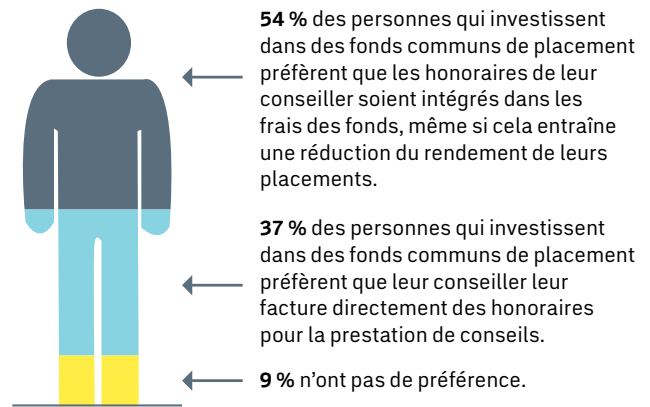 54 % des personnes qui investissent
dans des fonds communs de placement
préfèrent que les honoraires de leur
conseiller soient intégrés dans les
frais des fonds, même si cela entraîne
une réduction du rendement de leurs
placements.
37 % des personnes qui investissent
dans des fonds communs de placement
préfèrent que leur conseiller leur
facture directement des honoraires
pour la prestation de conseils.
9 % n'ont pas de préférence.